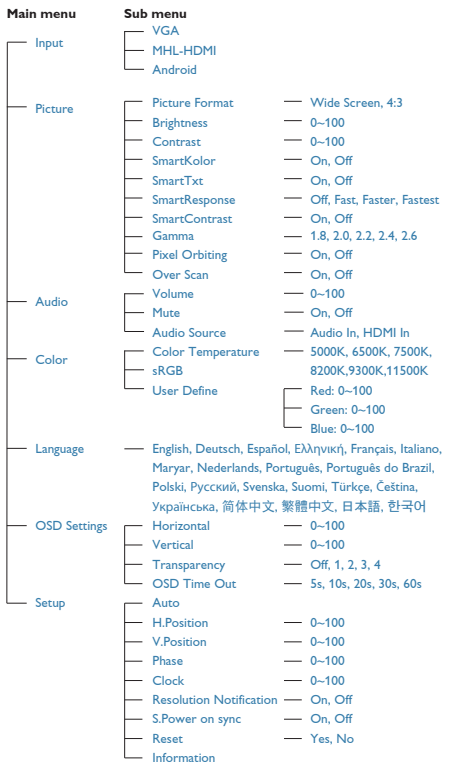 Main menu Sub menu
Input VGA
MHL-HDMI
Android
Picture Picture Format Wide Screen, 4:3
Brightness 0~100
Contrast 0~100
SmartKolor On, Off
SmartTxt On, Off
SmartResponse Off, Fast, Faster, Fastest
SmartContrast On, Off
Gamma 1.8, 2.0, 2.2, 2.4, 2.6
Pixel Orbiting On, Off
Over Scan On, Off
Audio Volume 0~100
Mute On, Off
Audio Source Audio In, HDMI In
Color Color Temperature 5000K, 6500K, 7500K,
sRGB 8200K,9300K,11500K
User Define Red: 0~100
Green: 0~100
Blue: 0~100
Language English, Deutsch, Español, Ελληνική, Français, Italiano,
Maryar, Nederlands, Português, Português do Brazil,
Polski, Русский, Svenska, Suomi, Türkçe, Čeština,
Українська, 简体中文, 繁體中文, 日本語, 한국어
OSD Settings Horizontal 0~100
Vertical 0~100
Transparency Off, 1, 2, 3, 4
OSD Time Out 5s, 10s, 20s, 30s, 60s
Setup Auto
H.Position 0~100
V.Position 0~100
Phase 0~100
Clock 0~100
Resolution Notification On, Off
S.Power on sync On, Off
Reset Yes, No
Information